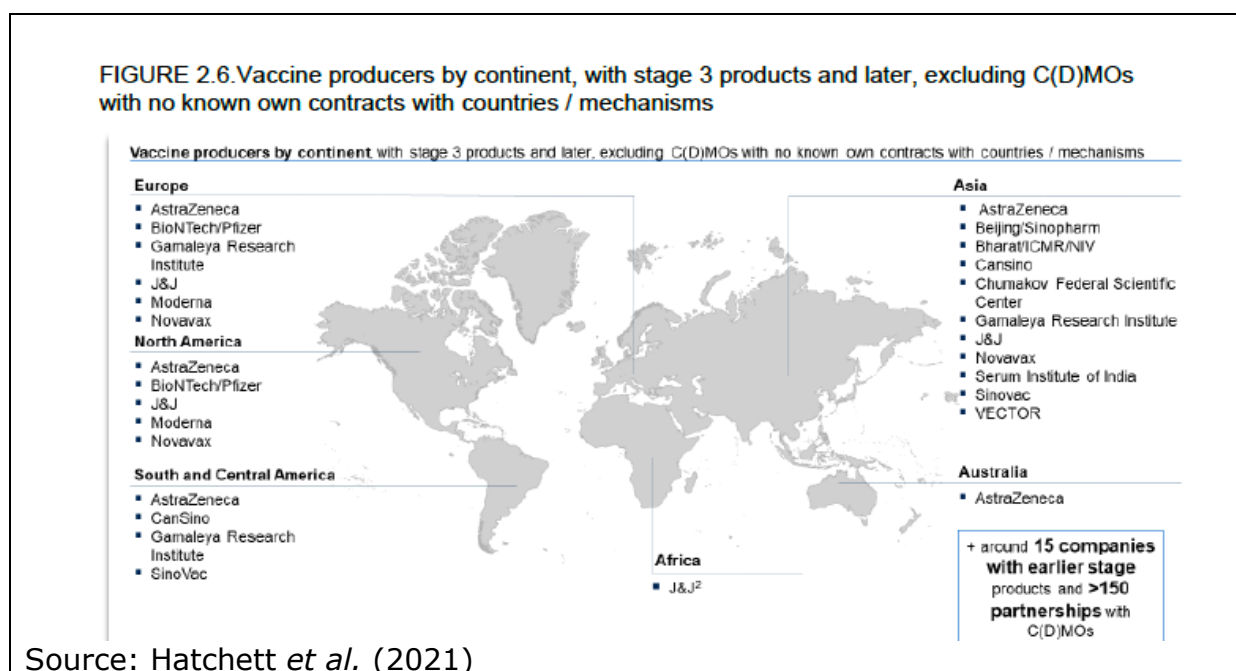 FIGURE 2.6.Vaccine producers by continent, with stage 3 products and later, excluding C(D)MOs
with no known own contracts with countries / mechanisms
Vaccine producers by continent, with stage 3 products and later, excluding C(D)MOs with no known own contracts with countries / mechanisms
Europe
▪ AstraZeneca
▪ BioNTech/Pfizer
▪ Gamaleya Research
Institute
▪ J&J
▪ Moderna
▪ Novavax
North America
▪ AstraZeneca
▪ BioNTech/Pfizer
▪ J&J
▪ Moderna
▪ Novavax
South and Central America
▪ AstraZeneca
▪ CanSino
▪ Gamaleya Research
Institute
▪ SinoVac
Africa
▪ J&J²
Asia
▪ AstraZeneca
▪ Beijing/Sinopharm
▪ Bharat/ICMR/NIV
▪ Cansino
▪ Chumakov Federal Scientific
Center
▪ Gamaleya Research Institute
▪ J&J
▪ Novavax
▪ Serum Institute of India
▪ Sinovac
▪ VECTOR
Australia
▪ AstraZeneca
+ around 15 companies
with earlier stage
products and >150
partnerships with
C(D)MOs
Source: Hatchett et al. (2021)